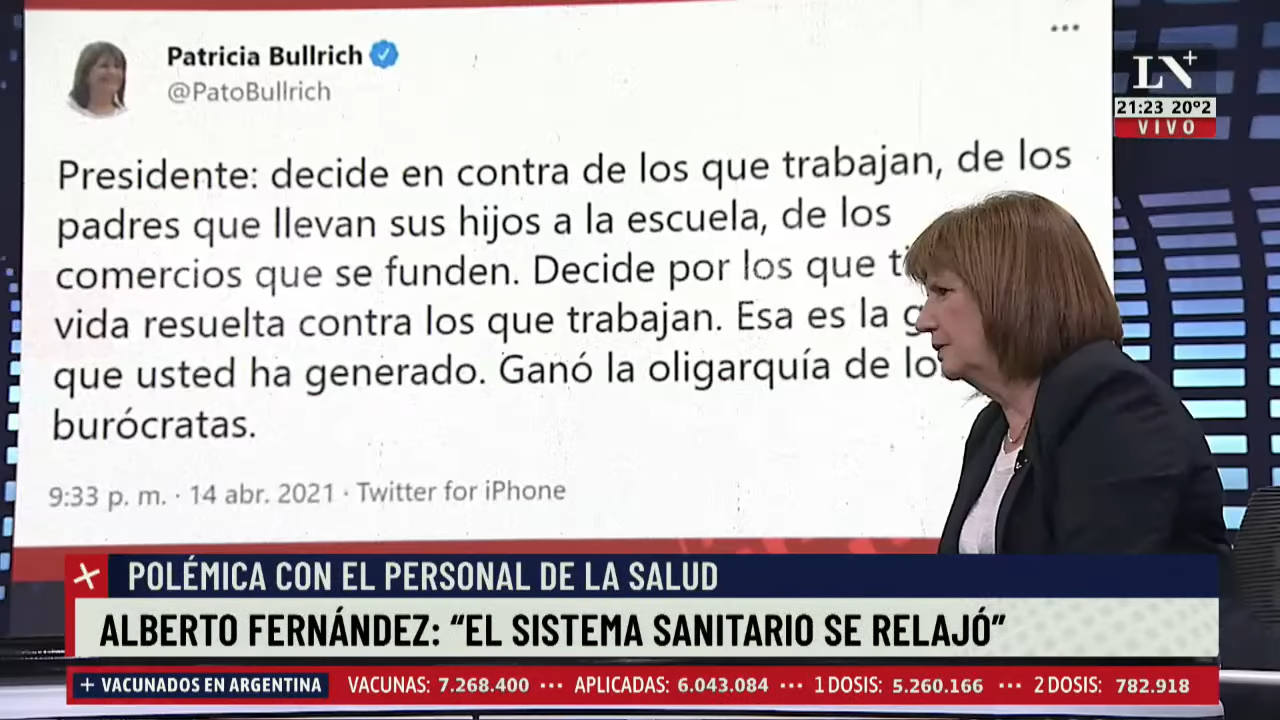 Patricia Bullrich
@PatoBullrich
Presidente: decide en contra de los que trabajan, de los
padres que llevan sus hijos a la escuela, de los
comercios que se funden. Decide por los que
vida resuelta contra los que trabajan. Esa es la
que usted ha generado. Ganó la oligarquía de
burócratas.
9:33 p. m. · 14 abr. 2021 · Twitter for iPhone
LN+
21:23 20º2
VIVO
POLÉMICA CON EL PERSONAL DE LA SALUD
ALBERTO FERNÁNDEZ: “EL SISTEMA SANITARIO SE RELAJÓ”
+ VACUNADOS EN ARGENTINA VACUNAS: 7.268.400 ··· APLICADAS: 6.043.084 ··· 1 DOSIS: 5.260.166 ··· 2 DOSIS: 782.918